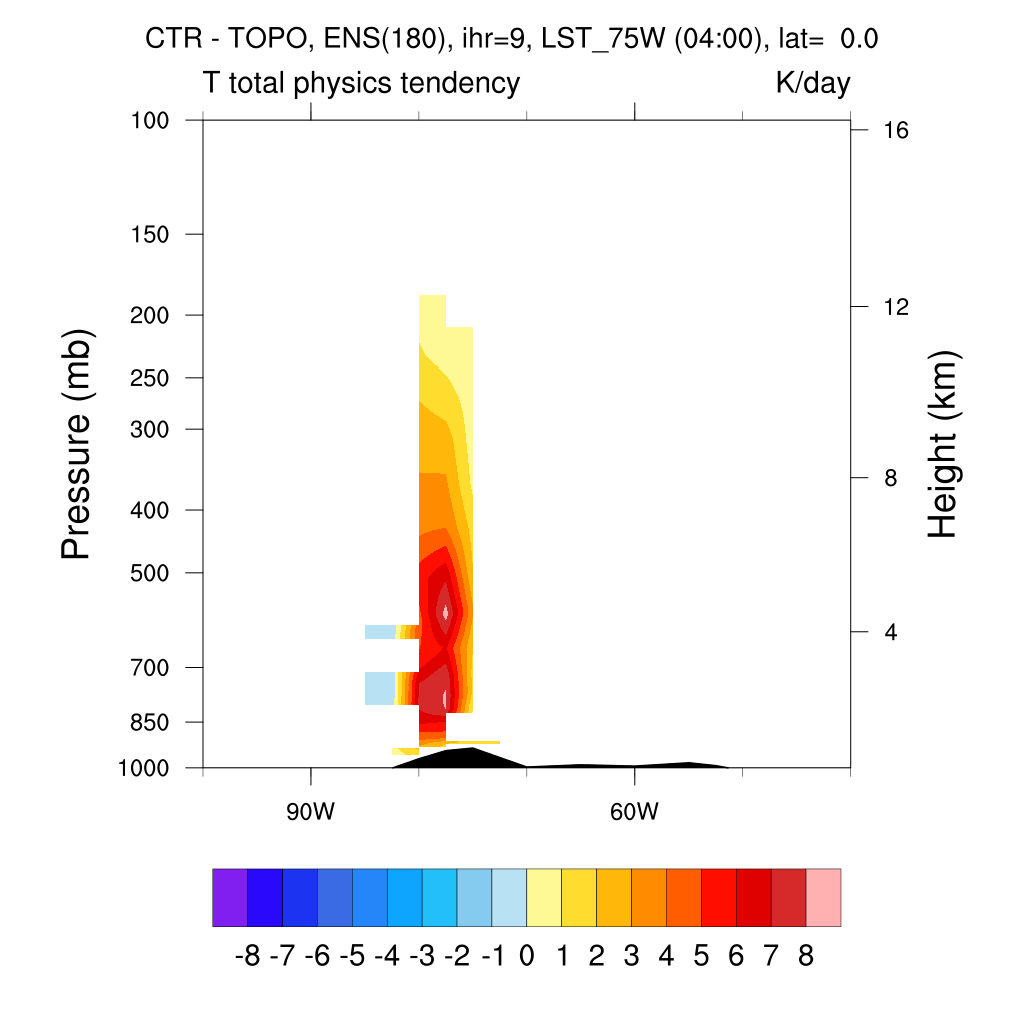 CTR - TOPO, ENS(180), ihr=9, LST_75W (04:00), lat=  0.0
T total physics tendency K/day
100
150
200
250
300
400
500
700
850
1000
Pressure (mb)
16
12
8
4
Height (km)
90W 60W
-8 -7 -6 -5 -4 -3 -2 -1 0 1 2 3 4 5 6 7 8